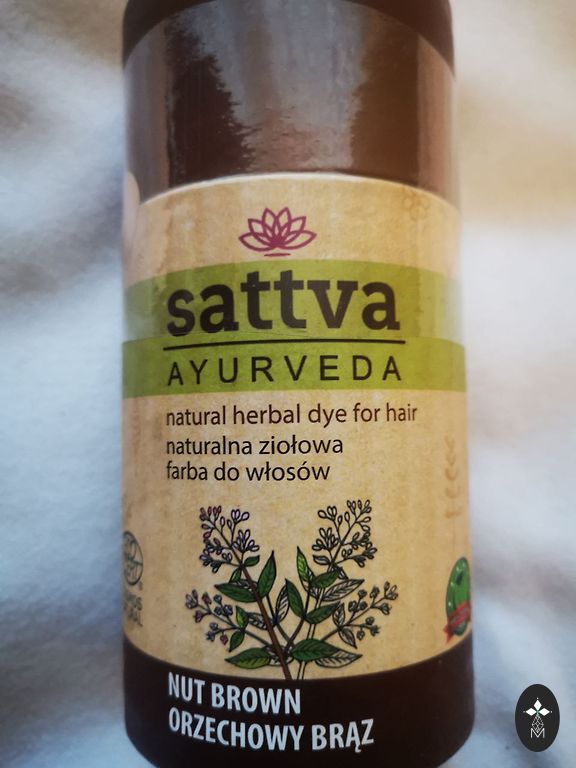 sattva
AYURVEDA
natural herbal dye for hair
naturalna ziołowa
farba do włosów
NUT BROWN
ORZECHOWY BRĄZ